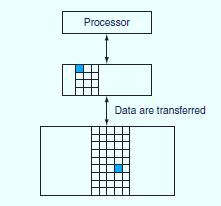 Processor
Data are transferred